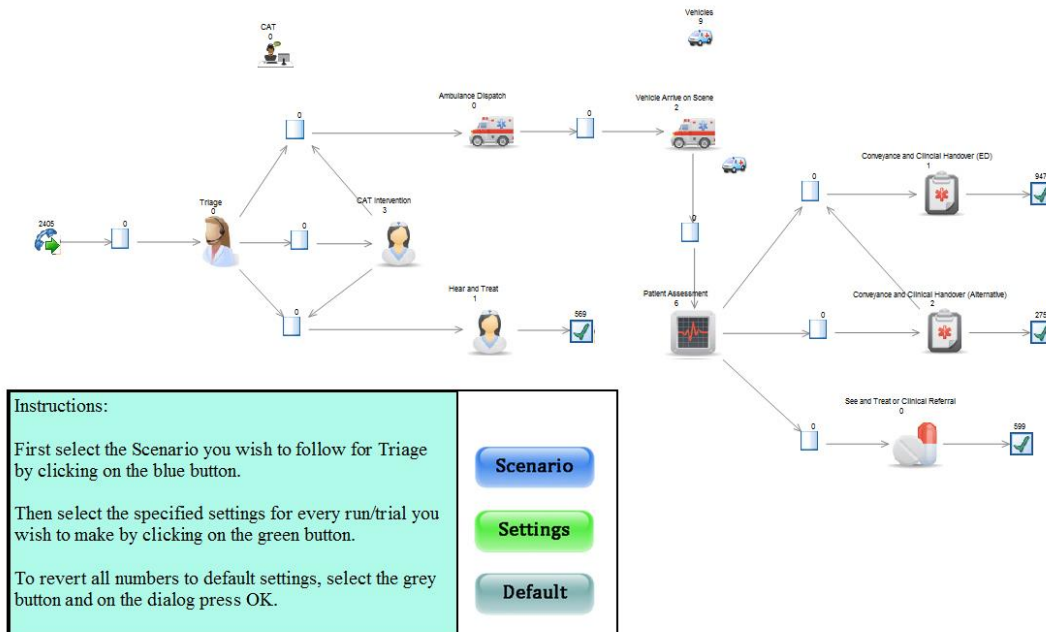 CAT
0
Vehicles
9
Ambulance Dispatch
0
Vehicle Arrive on Scene
2
0
0
Conveyance and Clincial Handover (ED)
1
947
0
Triage
0
CAT Intervention
3
2405
0
0
0
Hear and Treat
1
569
0
Patient Assessment
6
Conveyance and Clinical Handover (Alternative)
2
275
0
See and Treat or Clinical Referral
0
599
0
Instructions:
First select the Scenario you wish to follow for Triage
by clicking on the blue button.
Then select the specified settings for every run/trial you
wish to make by clicking on the green button.
To revert all numbers to default settings, select the grey
button and on the dialog press OK.
Scenario
Settings
Default